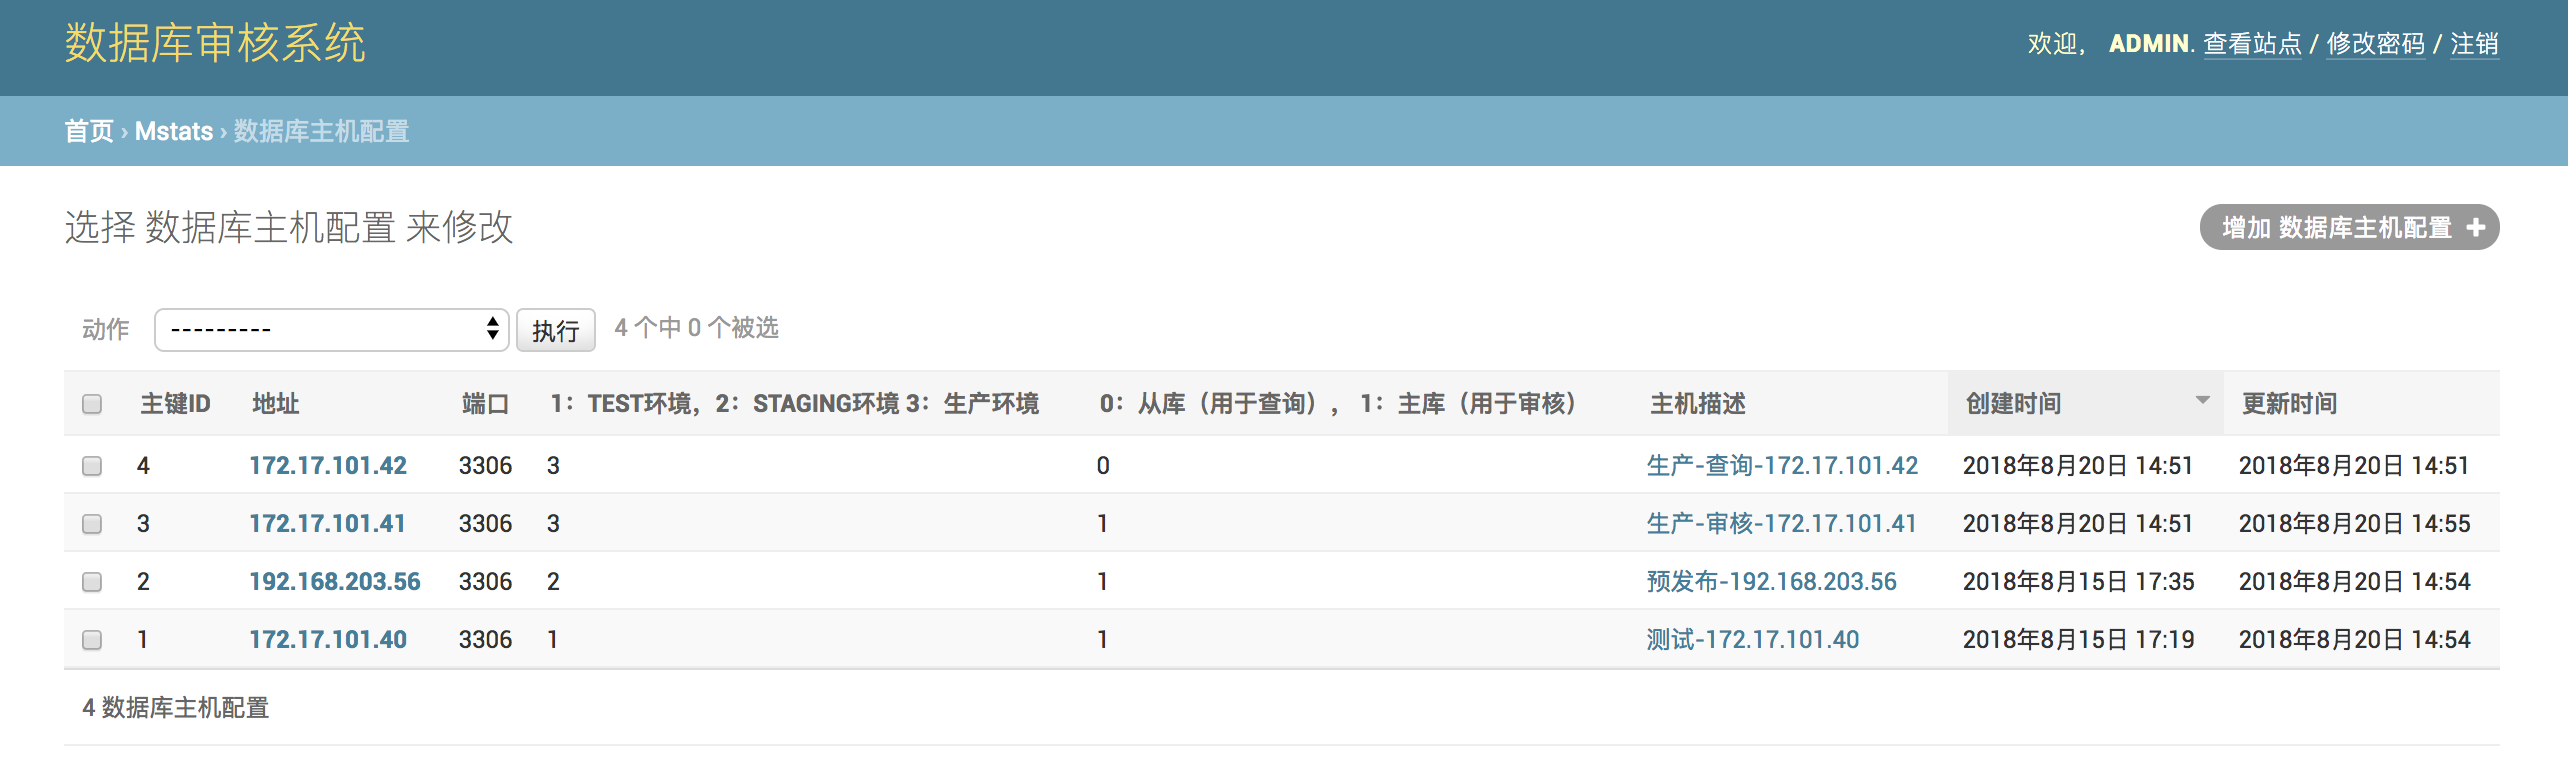 数据库审核系统
欢迎， ADMIN. 查看站点 / 修改密码 / 注销
首页 › Mstats › 数据库主机配置
选择 数据库主机配置 来修改
增加 数据库主机配置 +
动作 --------- 执行 4 个中 0 个被选
主键ID 地址 端口 1：TEST环境，2：STAGING环境 3：生产环境 0：从库（用于查询），1：主库（用于审核） 主机描述 创建时间 更新时间
4 172.17.101.42 3306 3 0 生产-查询-172.17.101.42 2018年8月20日 14:51 2018年8月20日 14:51
3 172.17.101.41 3306 3 1 生产-审核-172.17.101.41 2018年8月20日 14:51 2018年8月20日 14:55
2 192.168.203.56 3306 2 1 预发布-192.168.203.56 2018年8月15日 17:35 2018年8月20日 14:54
1 172.17.101.40 3306 1 1 测试-172.17.101.40 2018年8月15日 17:19 2018年8月20日 14:54
4 数据库主机配置